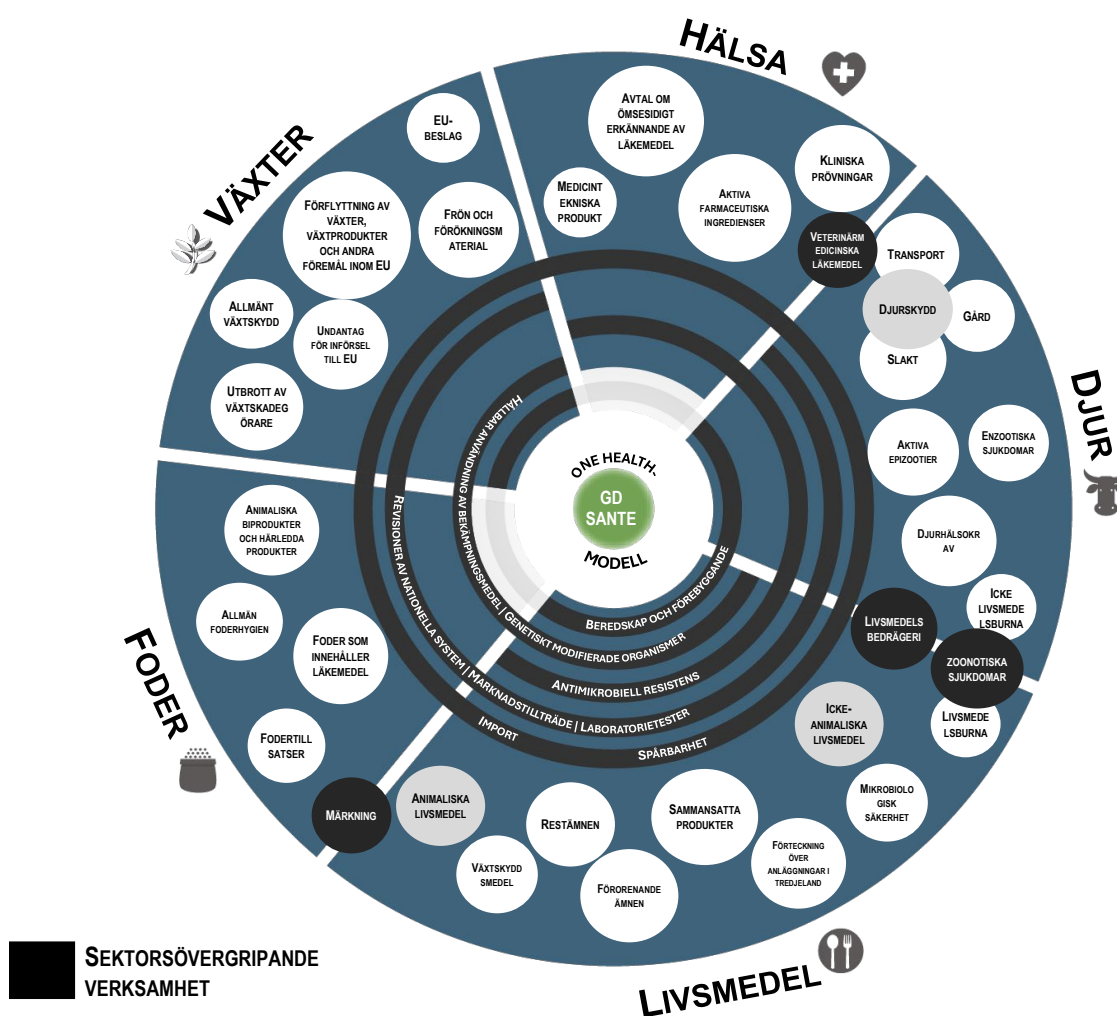 HÄLSA
AVTAL OM
ÖMSESIDIGT
ERKÄNNANDE AV
LÄKEMEDEL
KLINISKA
PRÖVNINGAR
MEDICINT
EKNISKA
PRODUKT
AKTIVA
FARMACEUTISKA
INGREDIENSER
VETERINÄRM
EDICINSKA
LÄKEMEDEL
VÄXTER
EU-
BESLAG
FÖRFLYTTNING AV
VÄXTER,
VÄXTPRODUKTER
OCH ANDRA
FÖREMÅL INOM EU
FRÖN OCH
FÖRÖKNINGSM
ATERIAL
ALLMÄNT
VÄXTSKYDD
UNDANTAG
FÖR INFÖRSEL
TILL EU
UTBROTT AV
VÄXTSKADEG
ÖRARE
DJUR
TRANSPORT
DJURSKYDD
GÅRD
SLAKT
AKTIVA
EPIZOOTIER
ENZOOTISKA
SJUKDOMAR
DJURHÄLSOKR
AV
ICKE
LIVSMEDE
LSBURNA
LIVSMEDELS
BEDRÄGERI
ZOONOTISKA
SJUKDOMAR
LIVSMEDE
LSBURNA
ONE HEALTH-
GD
SANTE
MODELL
HÅLLBAR ANVÄNDNING AV BEKÄMPNINGSMEDEL | GENETISKT MODIFIERADE ORGANISMER
BEREDSKAP OCH FÖREBYGGANDE
ANTIMIKROBIELL RESISTENS
REVISIONER AV NATIONELLA SYSTEM | MARKNADSTILLTRÄDE | LABORATORIETESTER
IMPORT
SPÅRBARHET
FODER
ANIMALISKA
BIPRODUKTER
OCH HÄRLEDDA
PRODUKTER
ALLMÄN
FODERHYGIEN
FODER SOM
INNEHÅLLER
LÄKEMEDEL
FODERTILL
SATSER
MÄRKNING
LIVSMEDEL
ANIMALISKA
LIVSMEDEL
ICKE-
ANIMALISKA
LIVSMEDEL
RESTÄMNEN
SAMMANSATTA
PRODUKTER
MIKROBIOLO
GISK
SÄKERHET
VÄXTSKYDD
SMEDEL
FÖRORENANDE
ÄMNEN
FÖRTECKNING
ÖVER
ANLÄGGNINGAR I
TREDJELAND
SEKTORSÖVERGRIPANDE
VERKSAMHET